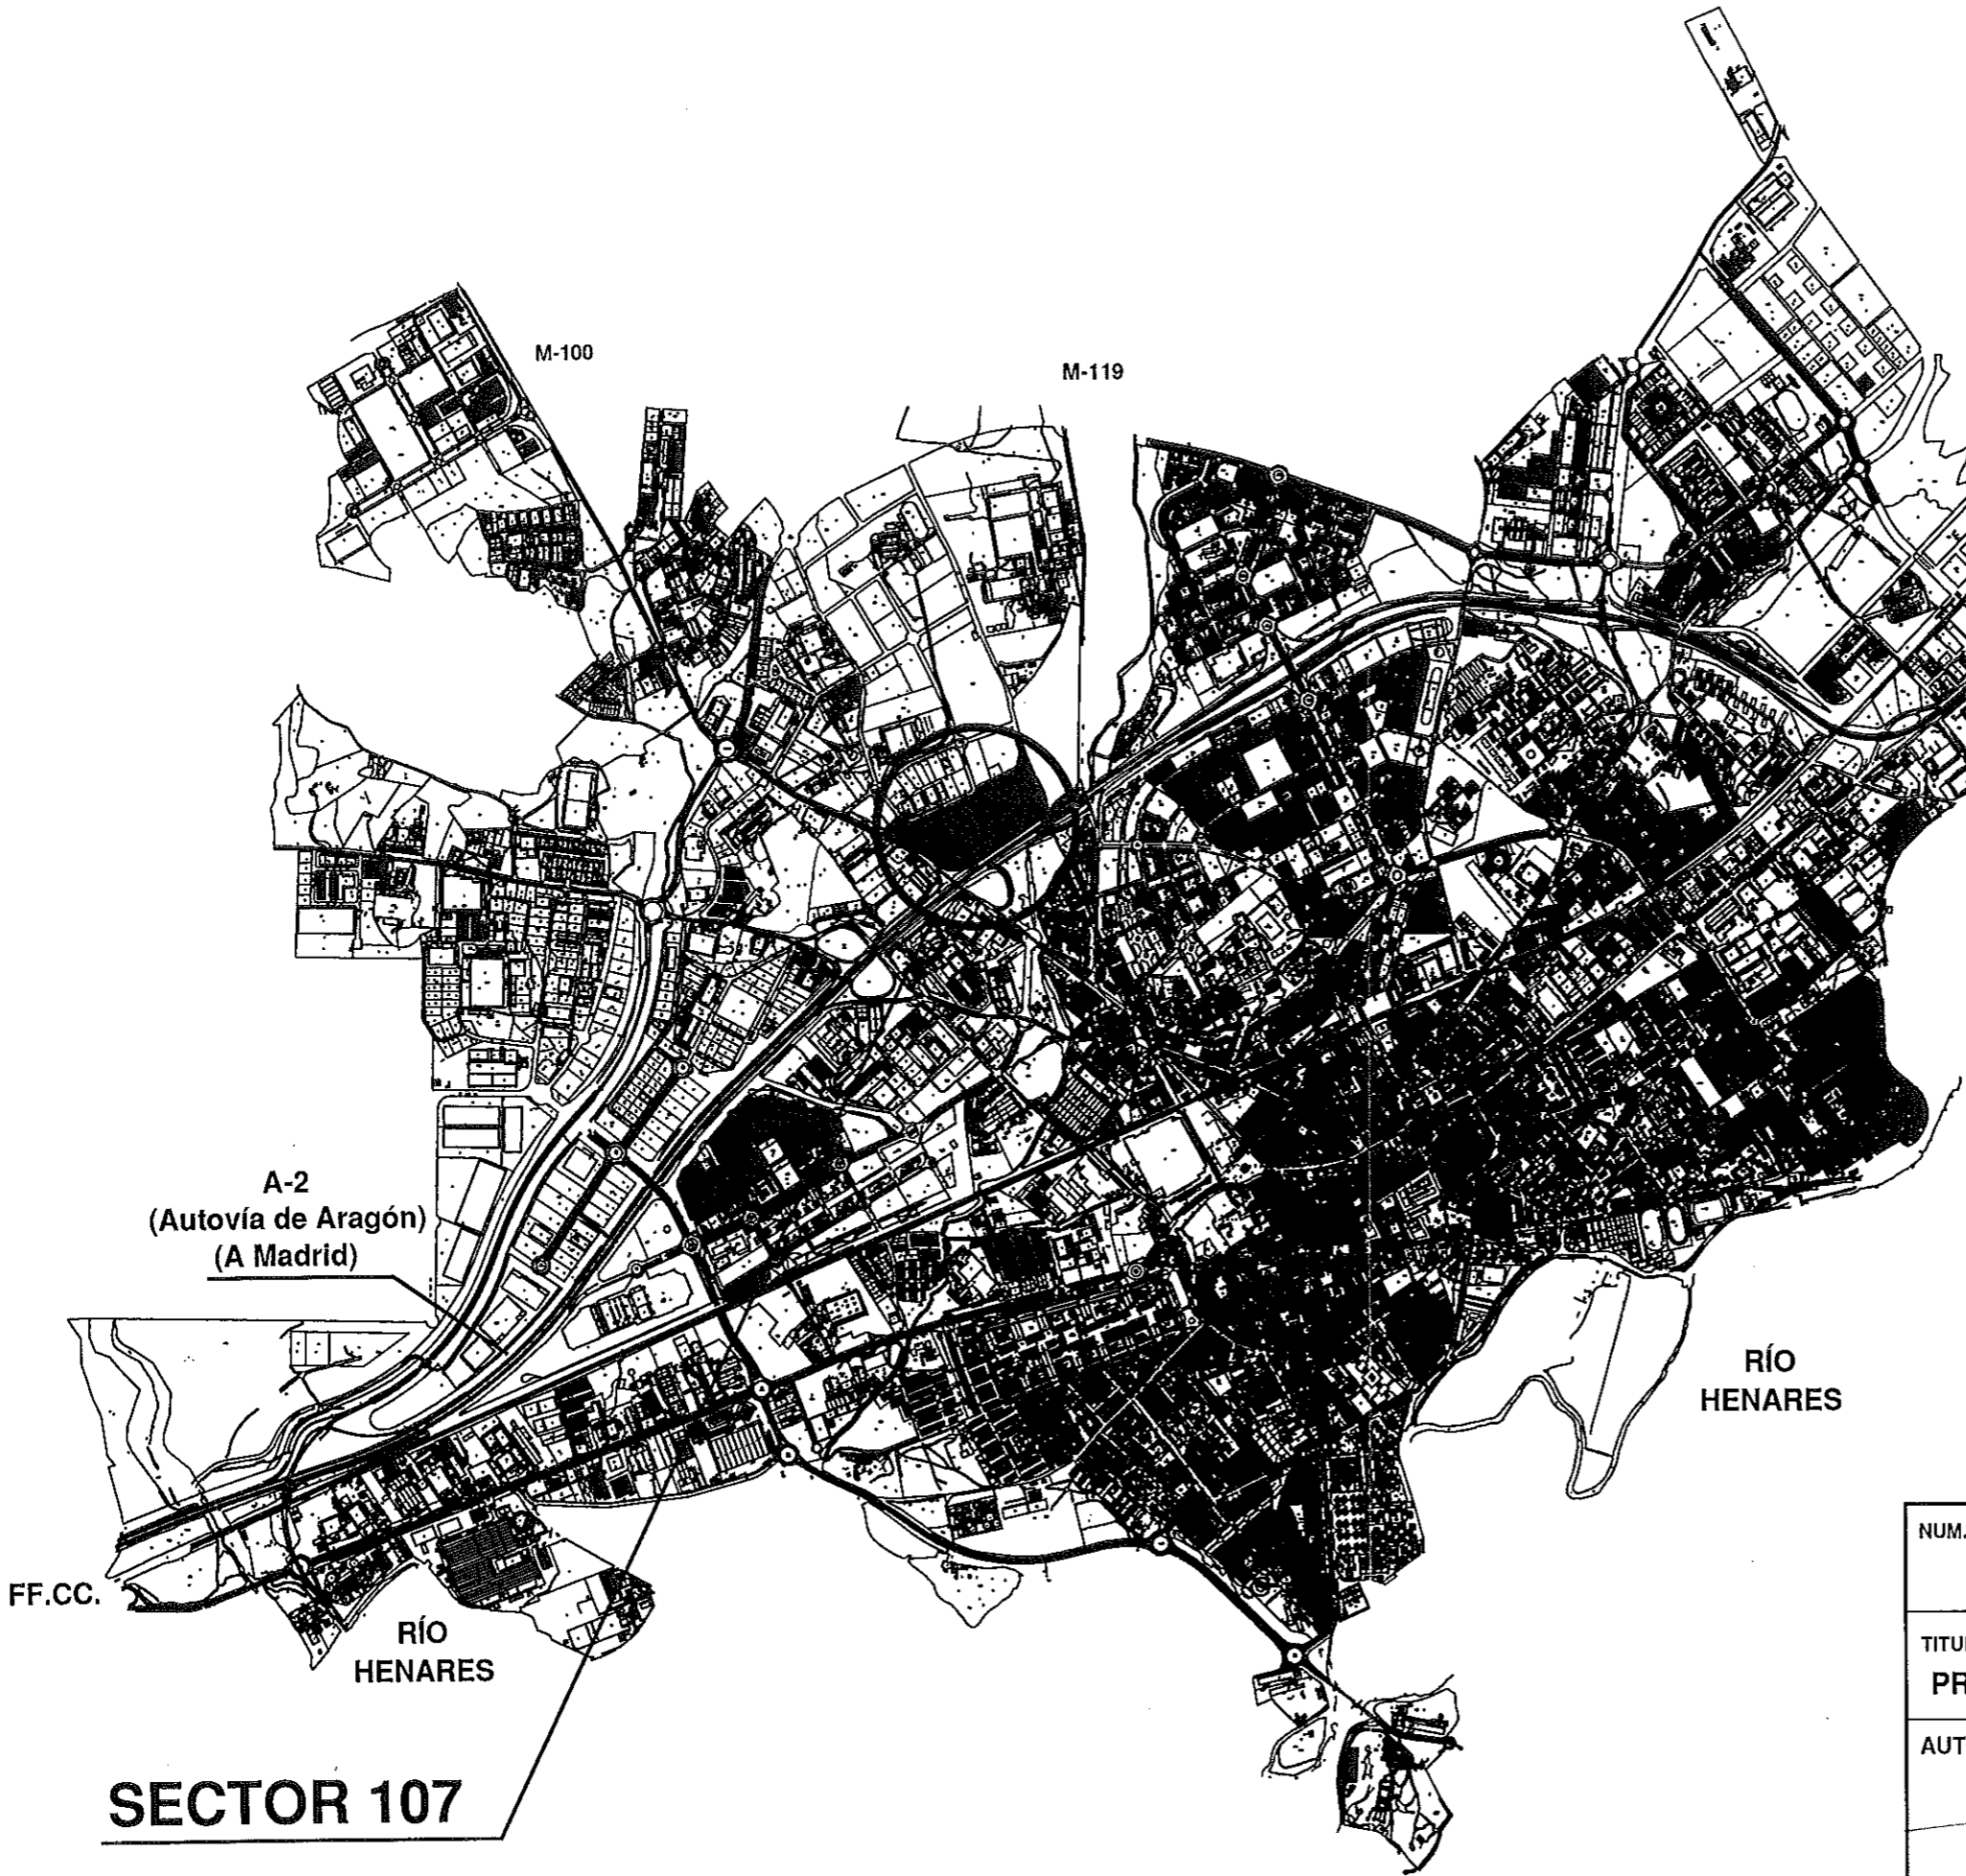 M-100
M-119
A-2
(Autovía de Aragón)
(A Madrid)
RÍO
HENARES
FF.CC.
RÍO
HENARES
SECTOR 107
NUM.
TITU
PR
AUT